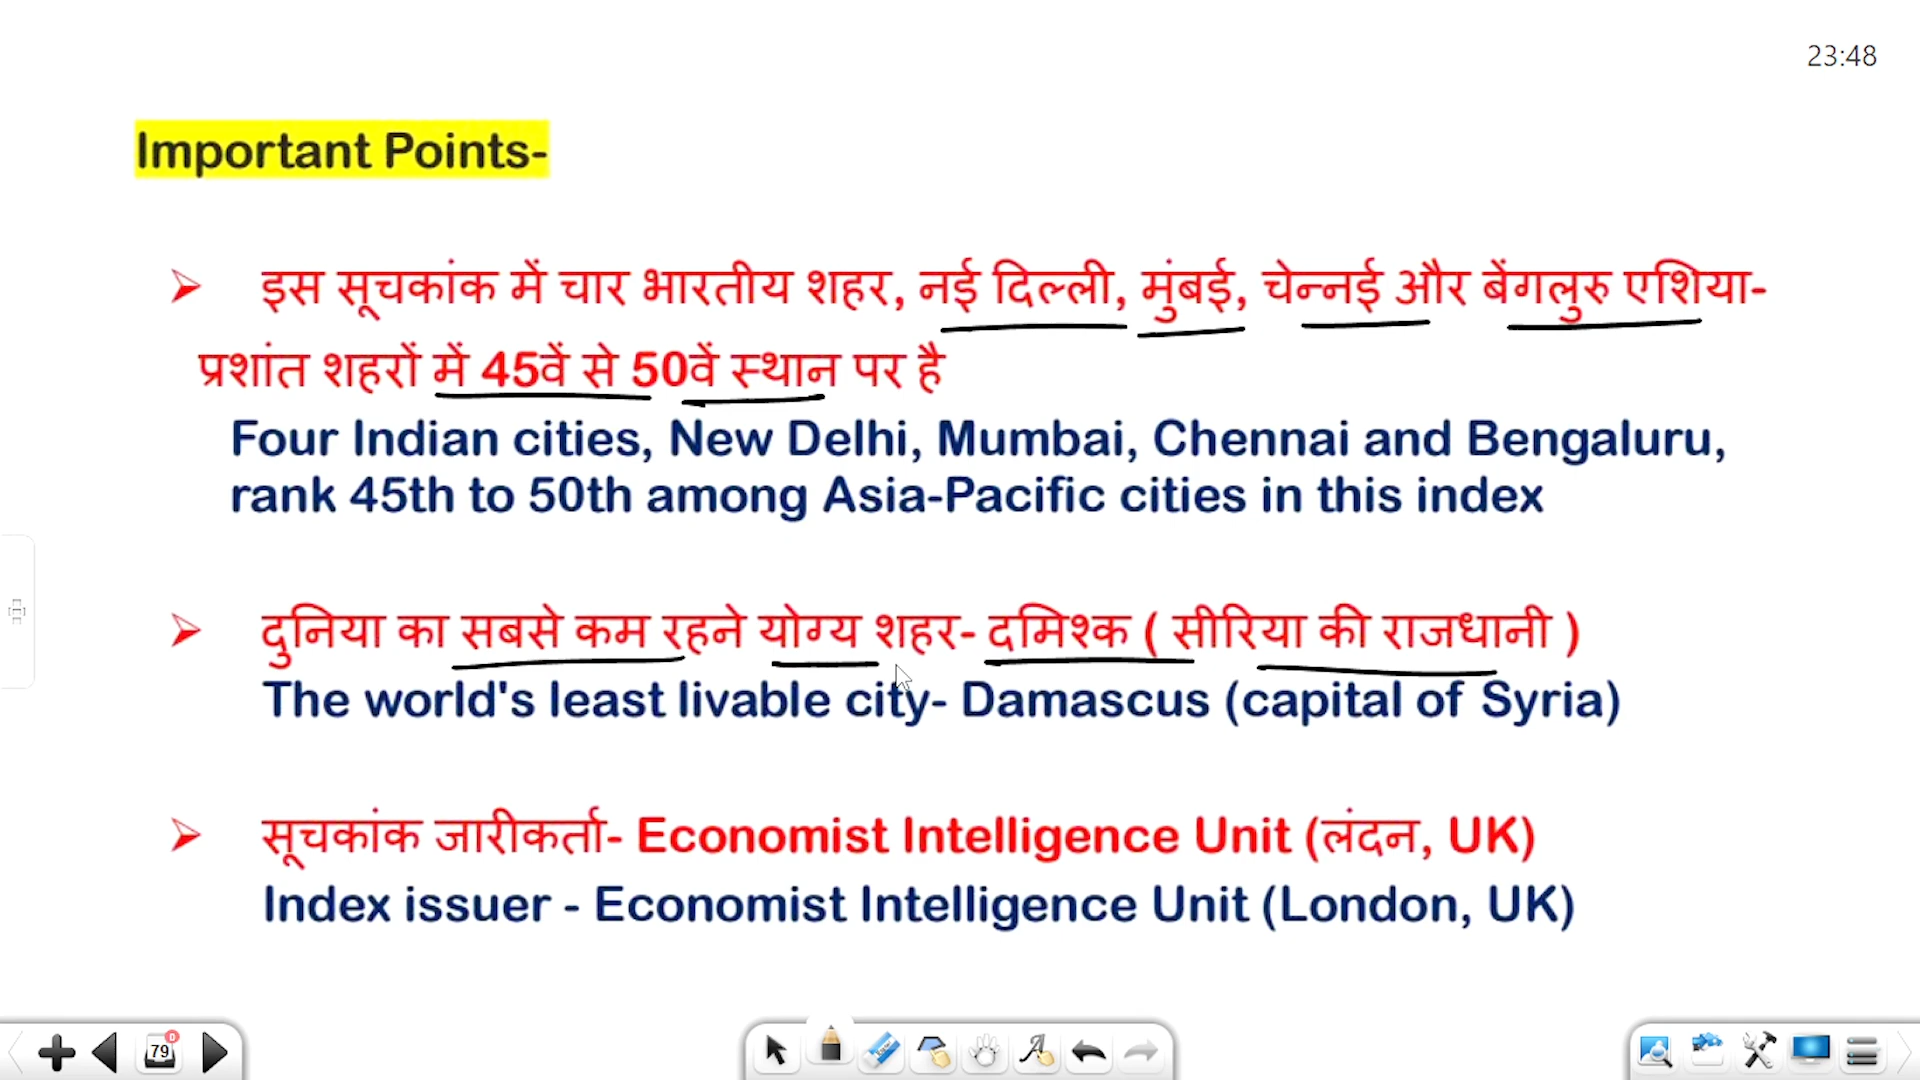 23:48
Important Points-
इस सूचकांक में चार भारतीय शहर, नई दिल्ली, मुंबई, चेन्नई और बेंगलुरु एशिया-
प्रशांत शहरों में 45वें से 50वें स्थान पर है
Four Indian cities, New Delhi, Mumbai, Chennai and Bengaluru,
rank 45th to 50th among Asia-Pacific cities in this index
दुनिया का सबसे कम रहने योग्य शहर- दमिश्क ( सीरिया की राजधानी )
The world's least livable city- Damascus (capital of Syria)
सूचकांक जारीकर्ता- Economist Intelligence Unit (लंदन, UK)
Index issuer - Economist Intelligence Unit (London, UK)
79